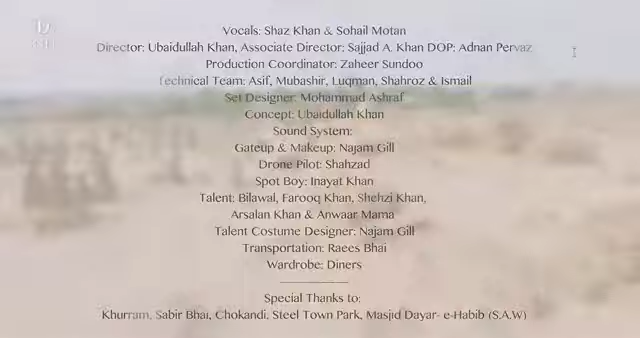 Vocals: Shaz Khan & Sohail Motan
Director: Ubaidullah Khan, Associate Director: Sajjad A. Khan DOP: Adnan Pervaz
Production Coordinator: Zaheer Sundoo
Technical Team: Asif, Mubashir, Luqman, Shahroz & Ismail
Set Designer: Mohammad Ashraf
Concept: Ubaidullah Khan
Sound System:
Gateup & Makeup: Najam Gill
Drone Pilot: Shahzad
Spot Boy: Inayat Khan
Talent: Bilawal, Farooq Khan, Shehzi Khan,
Arsalan Khan & Anwaar Mama
Talent Costume Designer: Najam Gill
Transportation: Raees Bhai
Wardrobe: Diners
Special Thanks to:
Khurram, Sabir Bhai, Chokandi, Steel Town Park, Masjid Dayar- e-Habib (S.A.W)